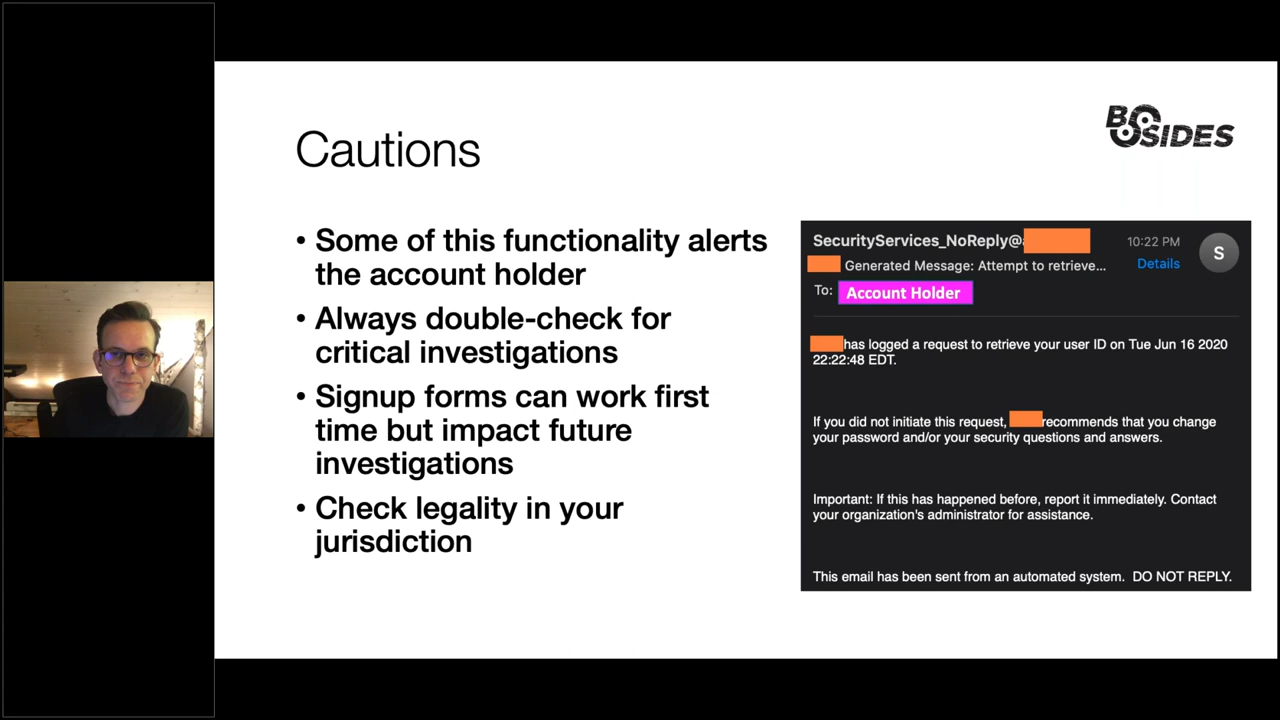 BOSIDES
Cautions
• Some of this functionality alerts
the account holder
• Always double-check for
critical investigations
• Signup forms can work first
time but impact future
investigations
• Check legality in your
jurisdiction
SecurityServices_NoReply@
10:22 PM
S
Generated Message: Attempt to retrieve...
Details
To: Account Holder
has logged a request to retrieve your user ID on Tue Jun 16 2020
22:22:48 EDT.
If you did not initiate this request, recommends that you change
your password and/or your security questions and answers.
Important: If this has happened before, report it immediately. Contact
your organization's administrator for assistance.
This email has been sent from an automated system. DO NOT REPLY.